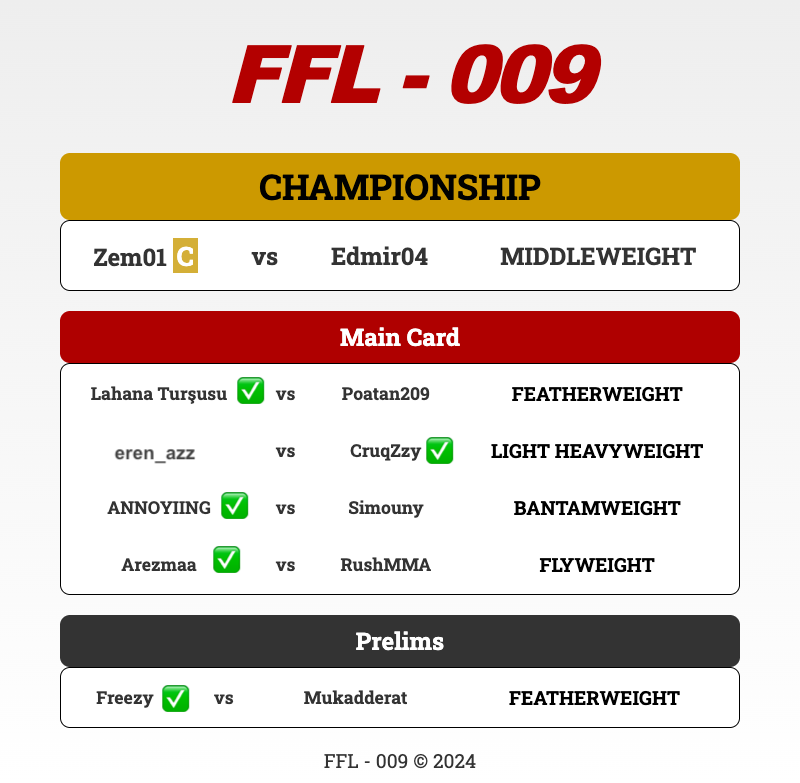 FFL - 009
CHAMPIONSHIP
Zem01 C vs Edmir04 MIDDLEWEIGHT
Main Card
Lahana Turşusu ✅ vs Poatan209 FEATHERWEIGHT
eren_azz vs CruqZzy ✅ LIGHT HEAVYWEIGHT
ANNOYIING ✅ vs Simouny BANTAMWEIGHT
Arezmaa ✅ vs RushMMA FLYWEIGHT
Prelims
Freezy ✅ vs Mukadderat FEATHERWEIGHT
FFL - 009 © 2024